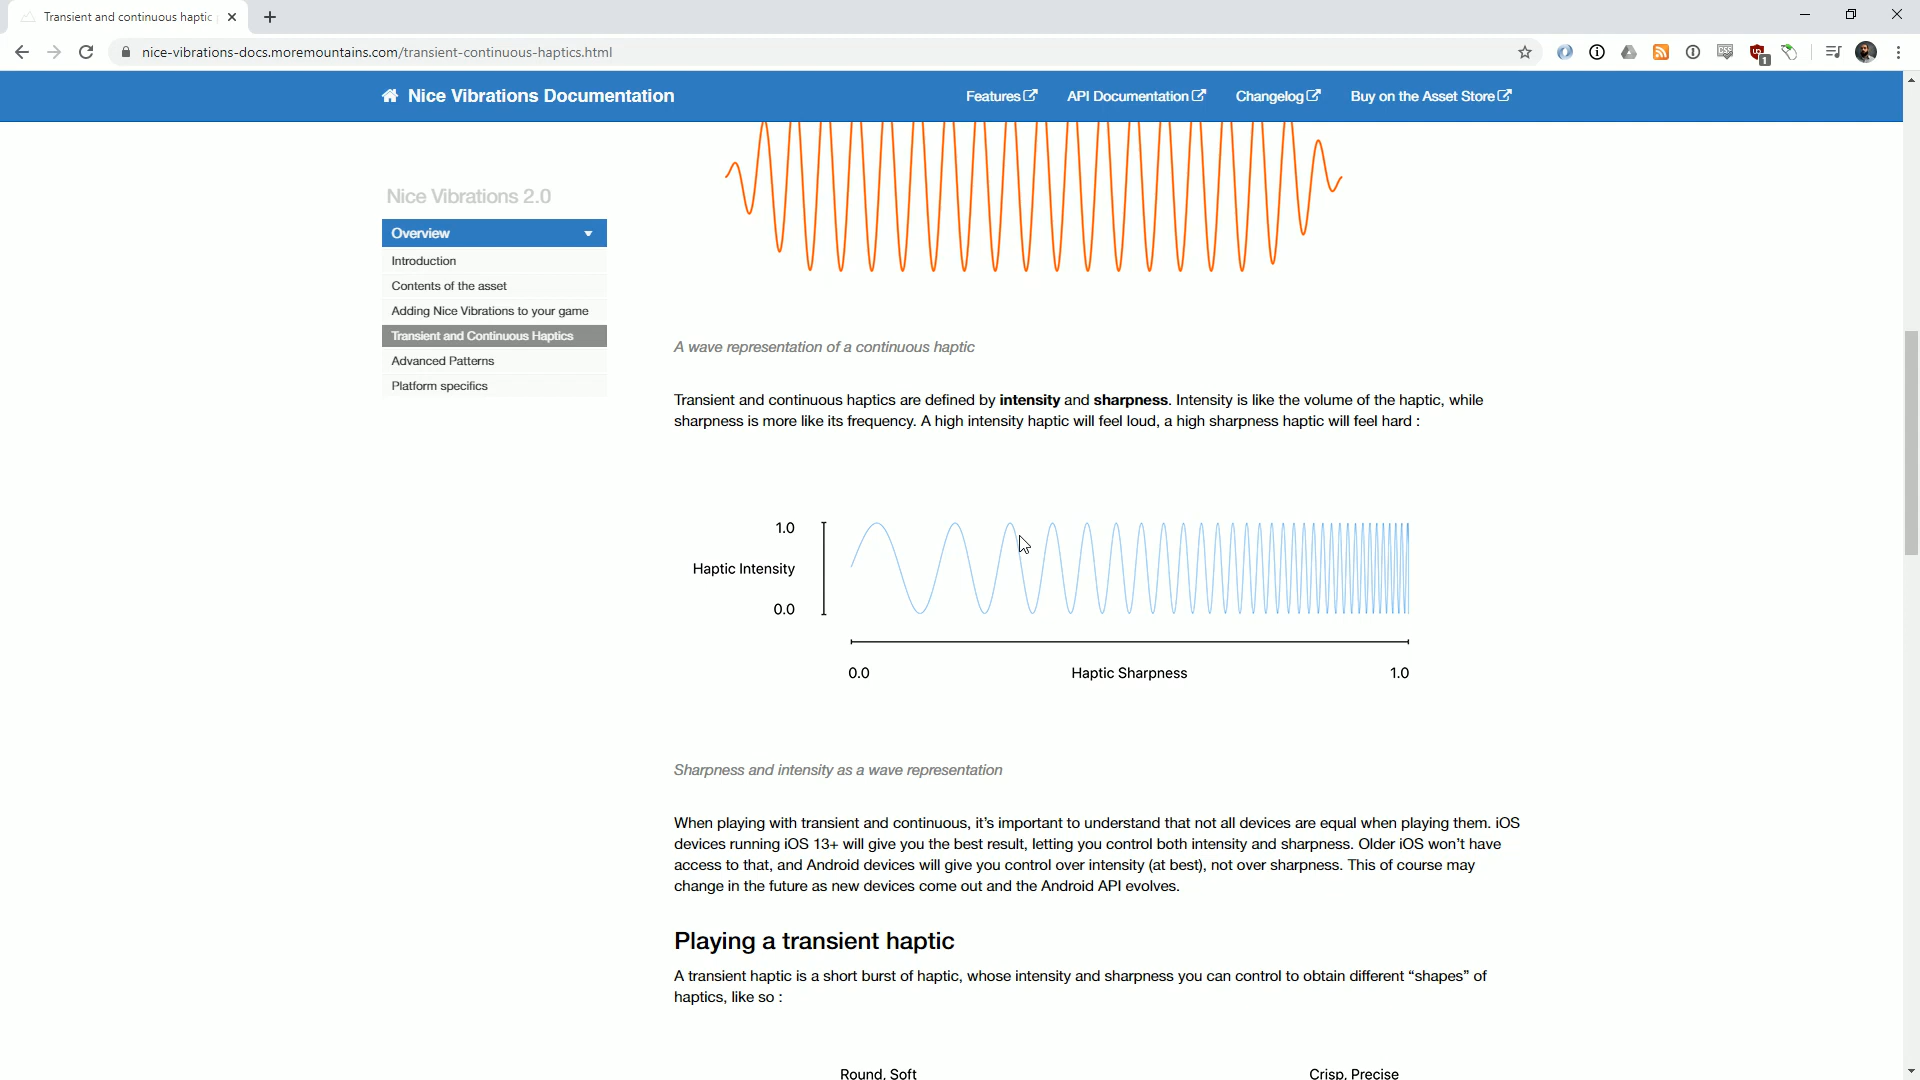 Transient and continuous haptic
nice-vibrations-docs.moremountains.com/transient-continuous-haptics.html
1
Nice Vibrations Documentation
Features
API Documentation
Changelog
Buy on the Asset Store
Nice Vibrations 2.0
Overview
Introduction
Contents of the asset
Adding Nice Vibrations to your game
Transient and Continuous Haptics
Advanced Patterns
Platform specifics
A wave representation of a continuous haptic
Transient and continuous haptics are defined by intensity and sharpness. Intensity is like the volume of the haptic, while
sharpness is more like its frequency. A high intensity haptic will feel loud, a high sharpness haptic will feel hard :
1.0
Haptic Intensity
0.0
0.0
Haptic Sharpness
1.0
Sharpness and intensity as a wave representation
When playing with transient and continuous, it's important to understand that not all devices are equal when playing them. iOS
devices running iOS 13+ will give you the best result, letting you control both intensity and sharpness. Older iOS won't have
access to that, and Android devices will give you control over intensity (at best), not over sharpness. This of course may
change in the future as new devices come out and the Android API evolves.
Playing a transient haptic
A transient haptic is a short burst of haptic, whose intensity and sharpness you can control to obtain different “shapes” of
haptics, like so :
Round, Soft
Crisp, Precise